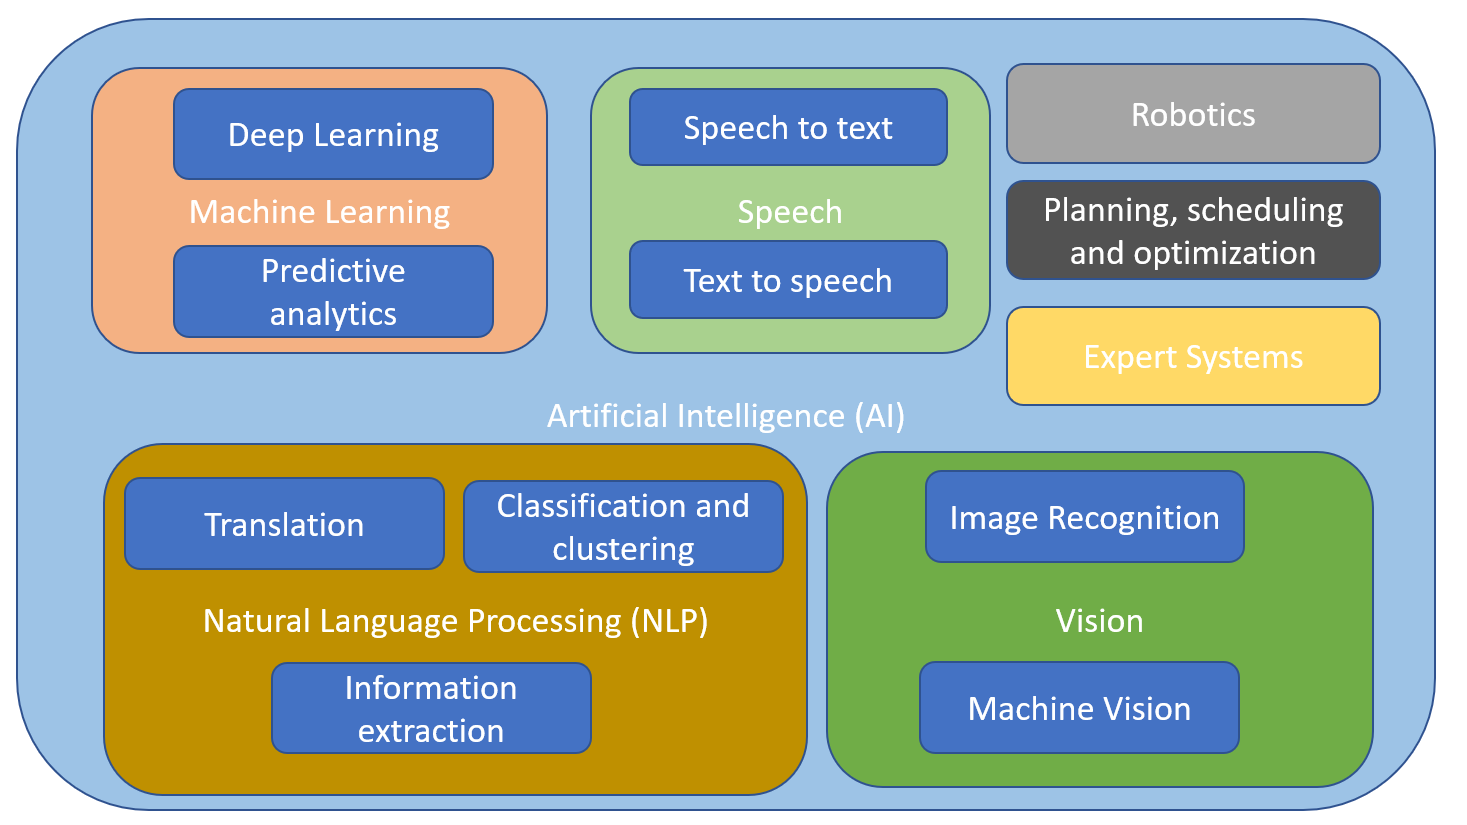 Deep Learning
Machine Learning
Predictive
analytics
Speech to text
Speech
Text to speech
Robotics
Planning, scheduling
and optimization
Expert Systems
Artificial Intelligence (AI)
Translation
Classification and
clustering
Natural Language Processing (NLP)
Information
extraction
Image Recognition
Vision
Machine Vision